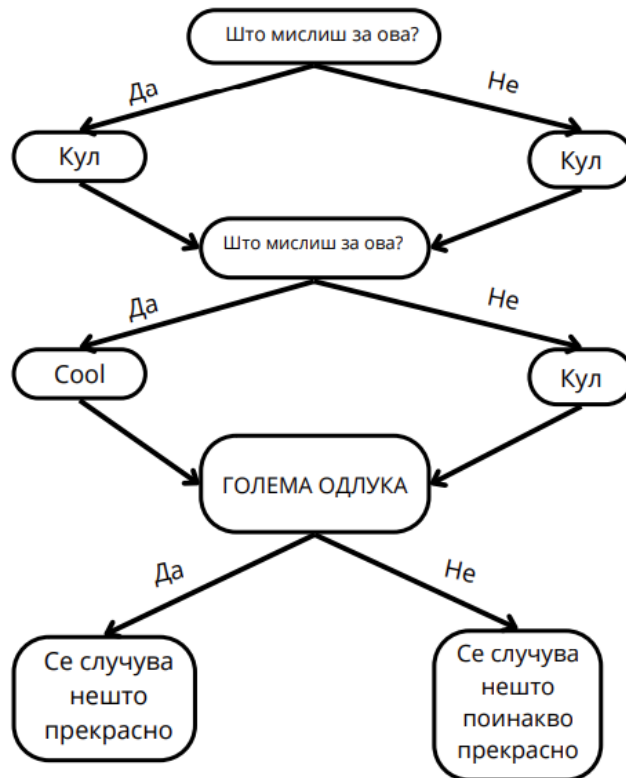 Што мислиш за ова?
Да
Не
Кул
Кул
Што мислиш за ова?
Да
Не
Cool
Кул
ГОЛЕМА ОДЛУКА
Да
Не
Се случува
нешто
прекрасно
Се случува
нешто
поинакво
прекрасно